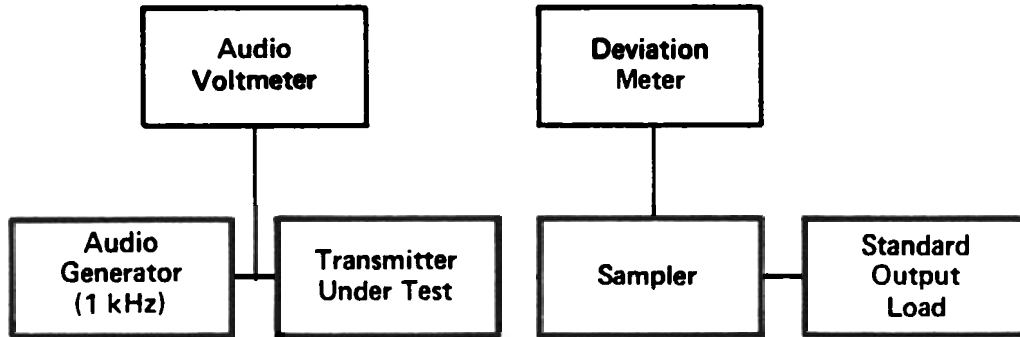 Audio
Voltmeter
Deviation
Meter
Audio
Generator
(1 kHz)
Transmitter
Under Test
Sampler
Standard
Output
Load